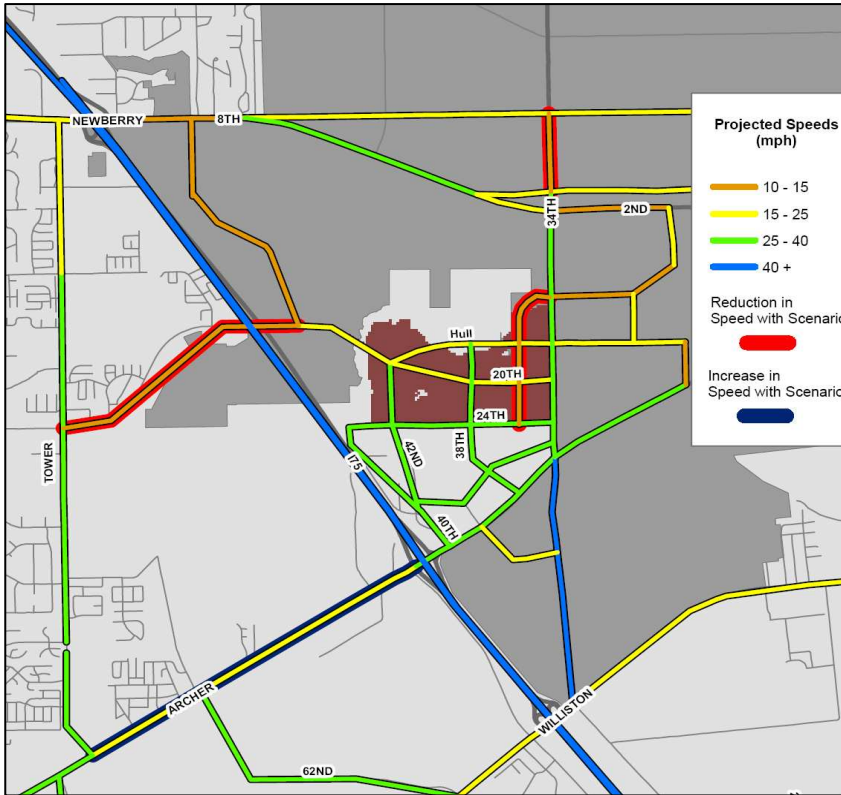 NEWBERRY
8TH
34TH
2ND
Hull
20TH
24TH
TOWER
I75
42ND
38TH
40TH
ARCHER
WILLISTON
62ND
Projected Speeds
(mph)
10 - 15
15 - 25
25 - 40
40 +
Reduction in
Speed with Scenario
Increase in
Speed with Scenario